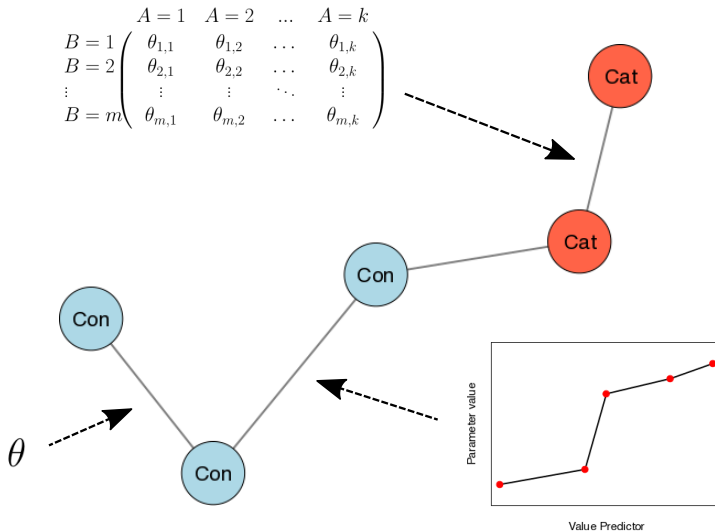 A = 1 A = 2 ... A = k
B = 1 θ1,1 θ1,2 ... θ1,k
B = 2 θ2,1 θ2,2 ... θ2,k
⋮ ⋮ ⋮ ⋱ ⋮
B = m θm,1 θm,2 ... θm,k
Cat
Cat
Con
Con
Con
θ
Parameter value
Value Predictor